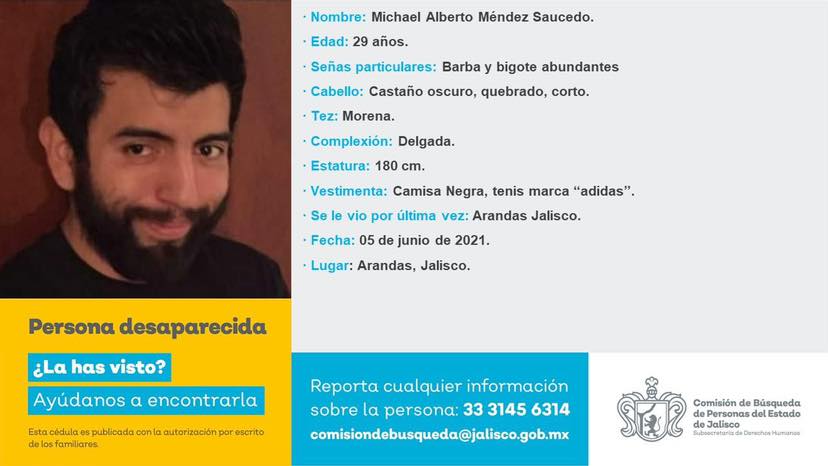 · Nombre: Michael Alberto Méndez Saucedo.
· Edad: 29 años.
· Señas particulares: Barba y bigote abundantes
· Cabello: Castaño oscuro, quebrado, corto.
· Tez: Morena.
· Complexión: Delgada.
· Estatura: 180 cm.
· Vestimenta: Camisa Negra, tenis marca “adidas”.
· Se le vio por última vez: Arandas Jalisco.
· Fecha: 05 de junio de 2021.
· Lugar: Arandas, Jalisco.
Persona desaparecida
¿La has visto?
Ayúdanos a encontrarla
Esta cédula es publicada con la autorización por escrito
de los familiares.
Reporta cualquier información
sobre la persona: 33 3145 6314
comisiondebusqueda@jalisco.gob.mx
Comisión de Búsqueda
de Personas del Estado
de Jalisco
Subsecretaría de Derechos Humanos